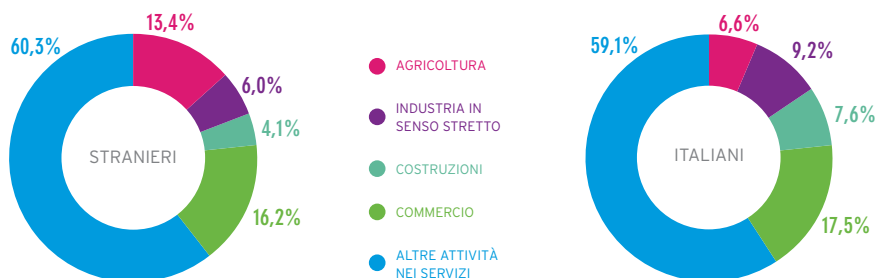 13,4%
60,3%
6,0%
4,1%
STRANIERI
16,2%
AGRICOLTURA
INDUSTRIA IN
SENSO STRETTO
COSTRUZIONI
COMMERCIO
ALTRE ATTIVITÀ
NEI SERVIZI
6,6%
59,1%
9,2%
7,6%
ITALIANI
17,5%